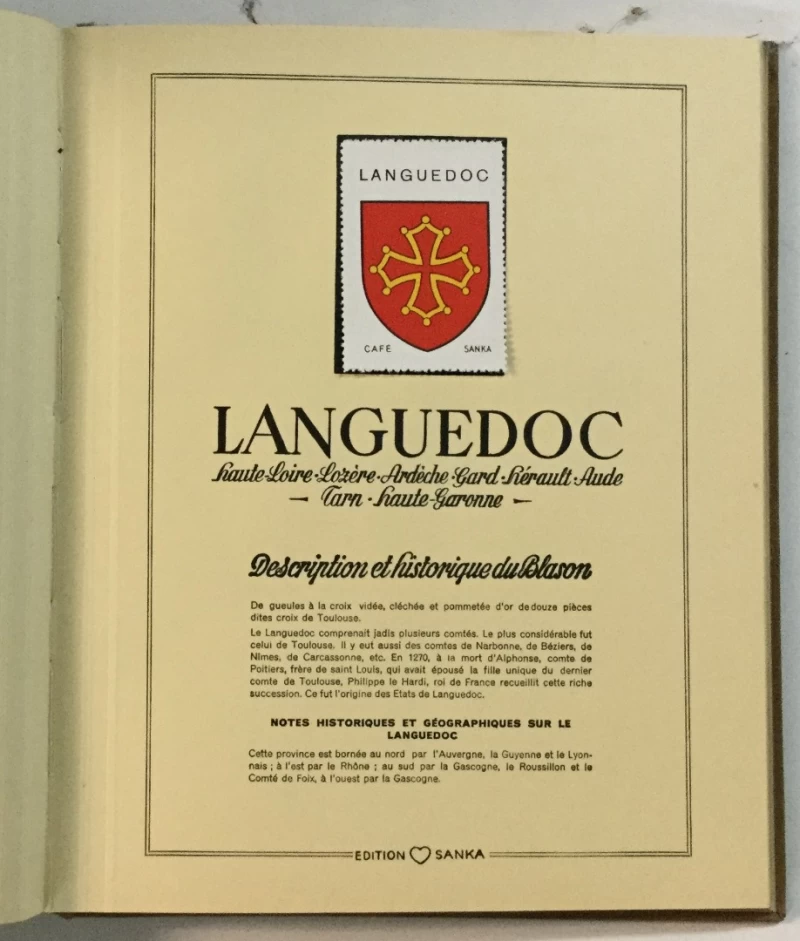 LANGUEDOC
CAFE SANKA
LANGUEDOC
Haute-Loire·Lozère·Ardèche·Gard·Hérault·Aude
— Tarn · Haute-Garonne —
Description et historique du Blason
De gueules à la croix vidée, cléchée et pommetée d'or de douze pièces
dites croix de Toulouse.
Le Languedoc comprenait jadis plusieurs comtés. Le plus considérable fut
celui de Toulouse. Il y eut aussi des comtes de Narbonne, de Béziers, de
Nîmes, de Carcassonne, etc. En 1270, à la mort d'Alphonse, comte de
Poitiers, frère de saint Louis, qui avait épousé la fille unique du dernier
comte de Toulouse, Philippe le Hardi, roi de France recueillit cette riche
succession. Ce fut l'origine des Etats de Languedoc.
NOTES HISTORIQUES ET GÉOGRAPHIQUES SUR LE
LANGUEDOC
Cette province est bornée au nord par l'Auvergne, la Guyenne et le Lyon-
nais ; à l'est par le Rhône ; au sud par la Gascogne, le Roussillon et le
Comté de Foix, à l'ouest par la Gascogne.
EDITION SANKA